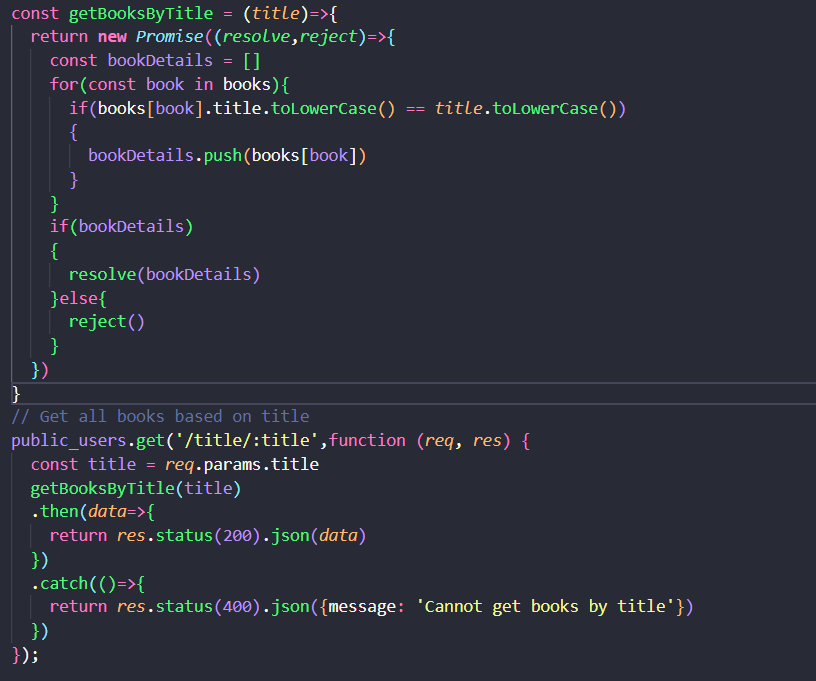 const getBooksByTitle = (title)=>{
  return new Promise((resolve,reject)=>{
    const bookDetails = []
    for(const book in books){
      if(books[book].title.toLowerCase() == title.toLowerCase())
      {
        bookDetails.push(books[book])
      }
    }
    if(bookDetails)
    {
      resolve(bookDetails)
    }else{
      reject()
    }
  })
}
// Get all books based on title
public_users.get('/title/:title',function (req, res) {
  const title = req.params.title
  getBooksByTitle(title)
  .then(data=>{
    return res.status(200).json(data)
  })
  .catch(()=>{
    return res.status(400).json({message: 'Cannot get books by title'})
  })
});